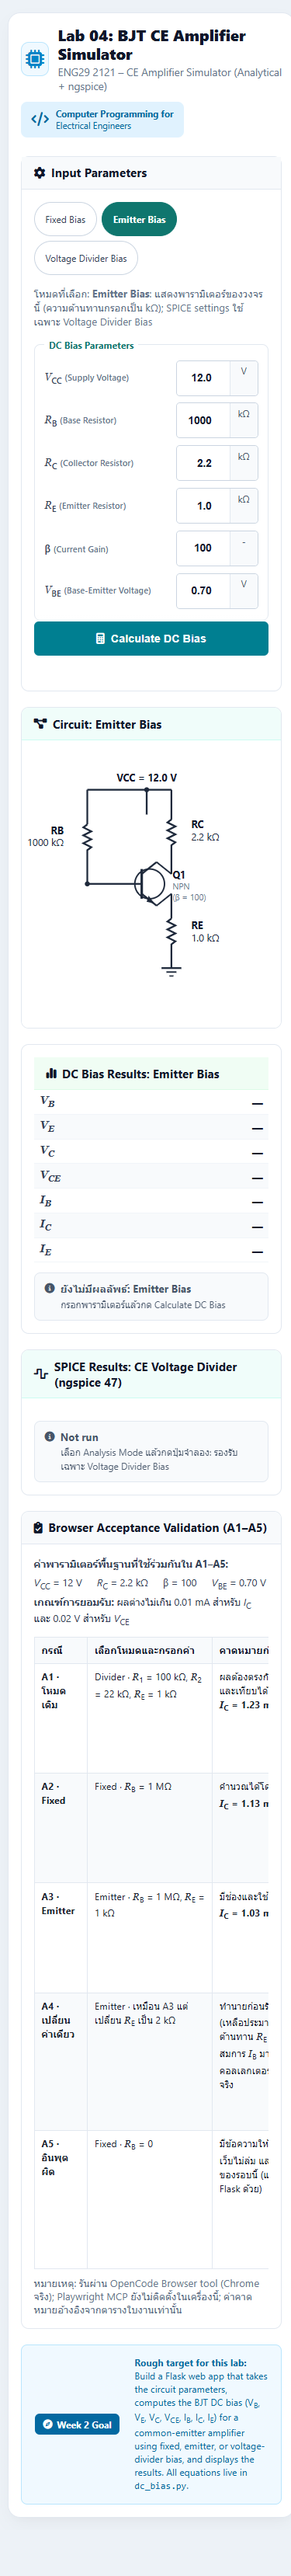 Lab 04: BJT CE Amplifier
Simulator
ENG29 2121 – CE Amplifier Simulator (Analytical
+ ngspice)
</> Computer Programming for
Electrical Engineers
Input Parameters
Fixed Bias
Emitter Bias
Voltage Divider Bias
โหมดที่เลือก: Emitter Bias: แสดงพารามิเตอร์ของวงจร
นี้ (ความต้านทานกรอกเป็น kΩ); SPICE settings ใช้
เฉพาะ Voltage Divider Bias
DC Bias Parameters
VCC (Supply Voltage) 12.0 V
RB (Base Resistor) 1000 kΩ
RC (Collector Resistor) 2.2 kΩ
RE (Emitter Resistor) 1.0 kΩ
β (Current Gain) 100 -
VBE (Base-Emitter Voltage) 0.70 V
Calculate DC Bias
Circuit: Emitter Bias
VCC = 12.0 V
RB
1000 kΩ
RC
2.2 kΩ
Q1
NPN
(β = 100)
RE
1.0 kΩ
DC Bias Results: Emitter Bias
VB —
VE —
VC —
VCE —
IB —
IC —
IE —
ยังไม่มีผลลัพธ์: Emitter Bias
กรอกพารามิเตอร์แล้วกด Calculate DC Bias
SPICE Results: CE Voltage Divider
(ngspice 47)
Not run
เลือก Analysis Mode แล้วกดปุ่มจำลอง: รองรับ
เฉพาะ Voltage Divider Bias
Browser Acceptance Validation (A1–A5)
ค่าพารามิเตอร์พื้นฐานที่ใช้ร่วมกันใน A1–A5:
VCC = 12 V RC = 2.2 kΩ β = 100 VBE = 0.70 V
เกณฑ์การยอมรับ: ผลต่างไม่เกิน 0.01 mA สำหรับ IC
และ 0.02 V สำหรับ VCE
กรณี เลือกโหมดและกรอกค่า คาดหมายก่
A1 ·
โหมด
เดิม
Divider · R1 = 100 kΩ, R2
= 22 kΩ, RE = 1 kΩ
ผลต้องตรงกั
และเทียบได้
IC = 1.23 m
A2 ·
Fixed
Fixed · RB = 1 MΩ
คำนวณได้โด
IC = 1.13 m
A3 ·
Emitter
Emitter · RB = 1 MΩ, RE =
1 kΩ
มีช่องและใช้
IC = 1.03 m
A4 ·
เปลี่ยน
ค่าเดียว
Emitter · เหมือน A3 แต่
เปลี่ยน RE เป็น 2 kΩ
ทำนายก่อนรั
(เหลือประมา
ต้านทาน RE
สมการ IB มา
คอลเลกเตอร
จริง
A5 ·
อินพุต
ผิด
Fixed · RB = 0
มีข้อความให้
เว็บไม่ล่ม แล
ของรอบนี้ (แ
Flask ด้วย)
หมายเหตุ: รันผ่าน OpenCode Browser tool (Chrome
จริง); Playwright MCP ยังไม่ติดตั้งในเครื่องนี้; ค่าคาด
หมายอ้างอิงจากตารางใบงานเท่านั้น
Week 2 Goal
Rough target for this lab:
Build a Flask web app that takes
the circuit parameters,
computes the BJT DC bias (VB,
VE, VC, VCE, IB, IC, IE) for a
common-emitter amplifier
using fixed, emitter, or voltage-
divider bias, and displays the
results. All equations live in
dc_bias.py.